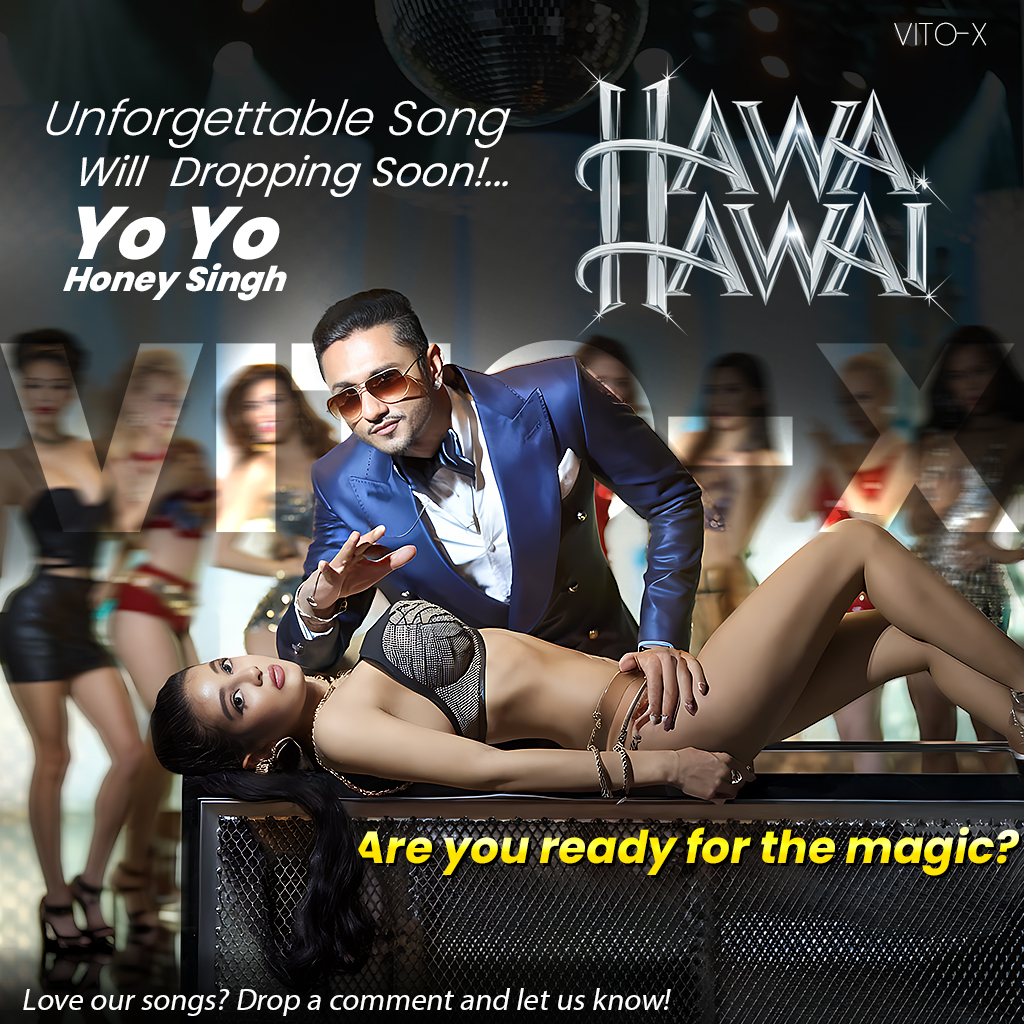 VITO-X
Unforgettable Song
Will Dropping Soon!...
Yo Yo
Honey Singh
HAWA
HAWAI
VITO-X
Are you ready for the magic?
Love our songs? Drop a comment and let us know!